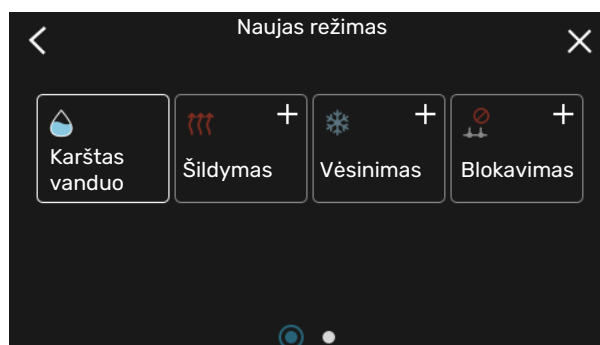 Naujas režimas
Karštas
vanduo
Šildymas
Vėsinimas
Blokavimas